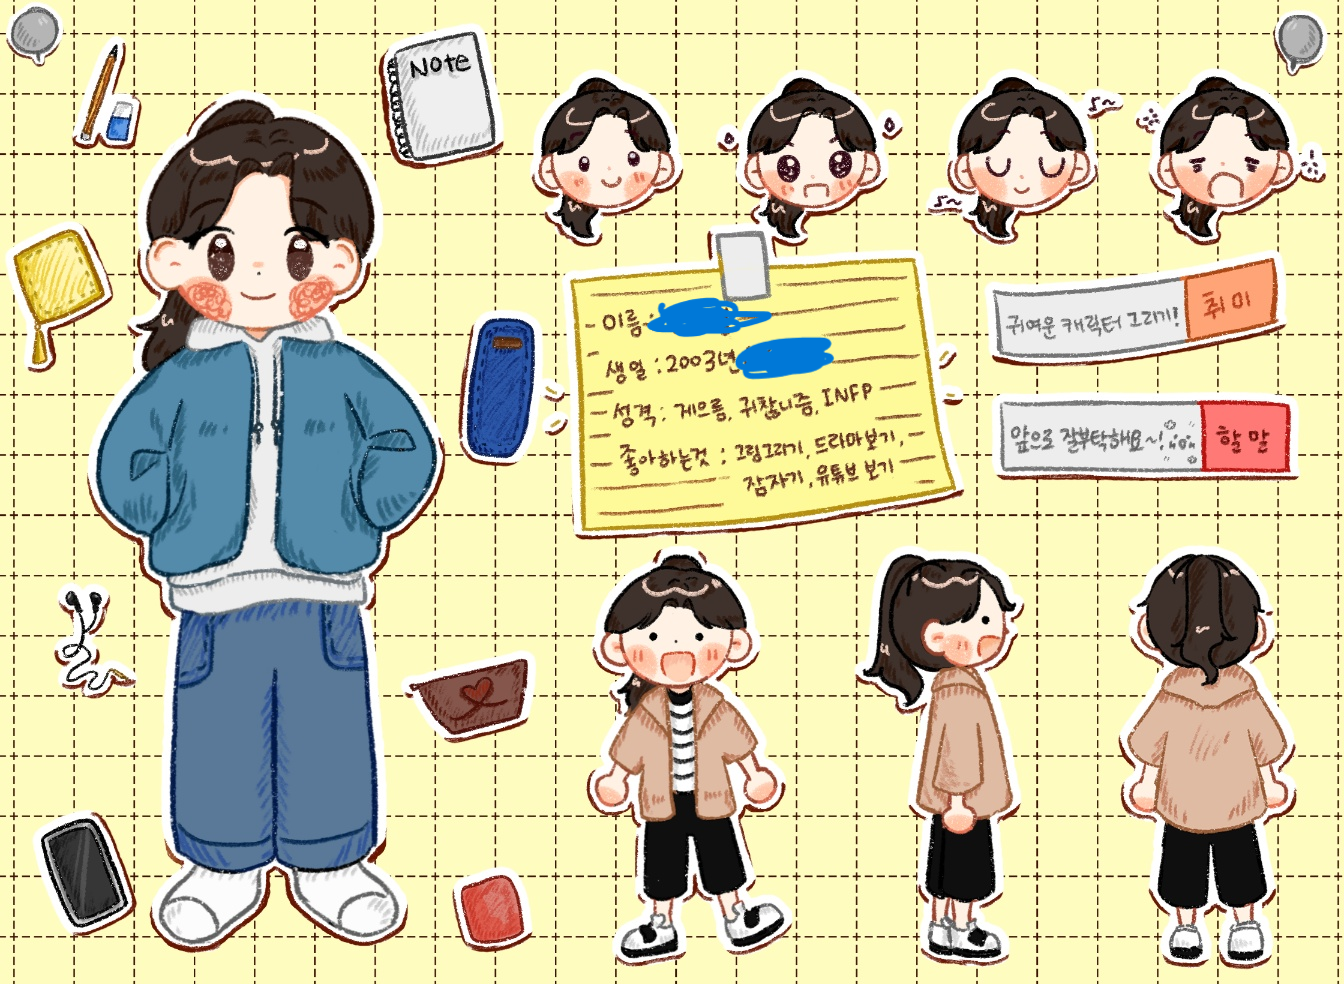 Note
이름 :
생일 : 2003년
성격 : 게으름, 귀찮니즘, INFP
좋아하는것 : 그림그리기, 드라마보기,
잠자기, 유튜브 보기
귀여운 캐릭터 그리기! 취미
앞으로 잘부탁해요~! 할말